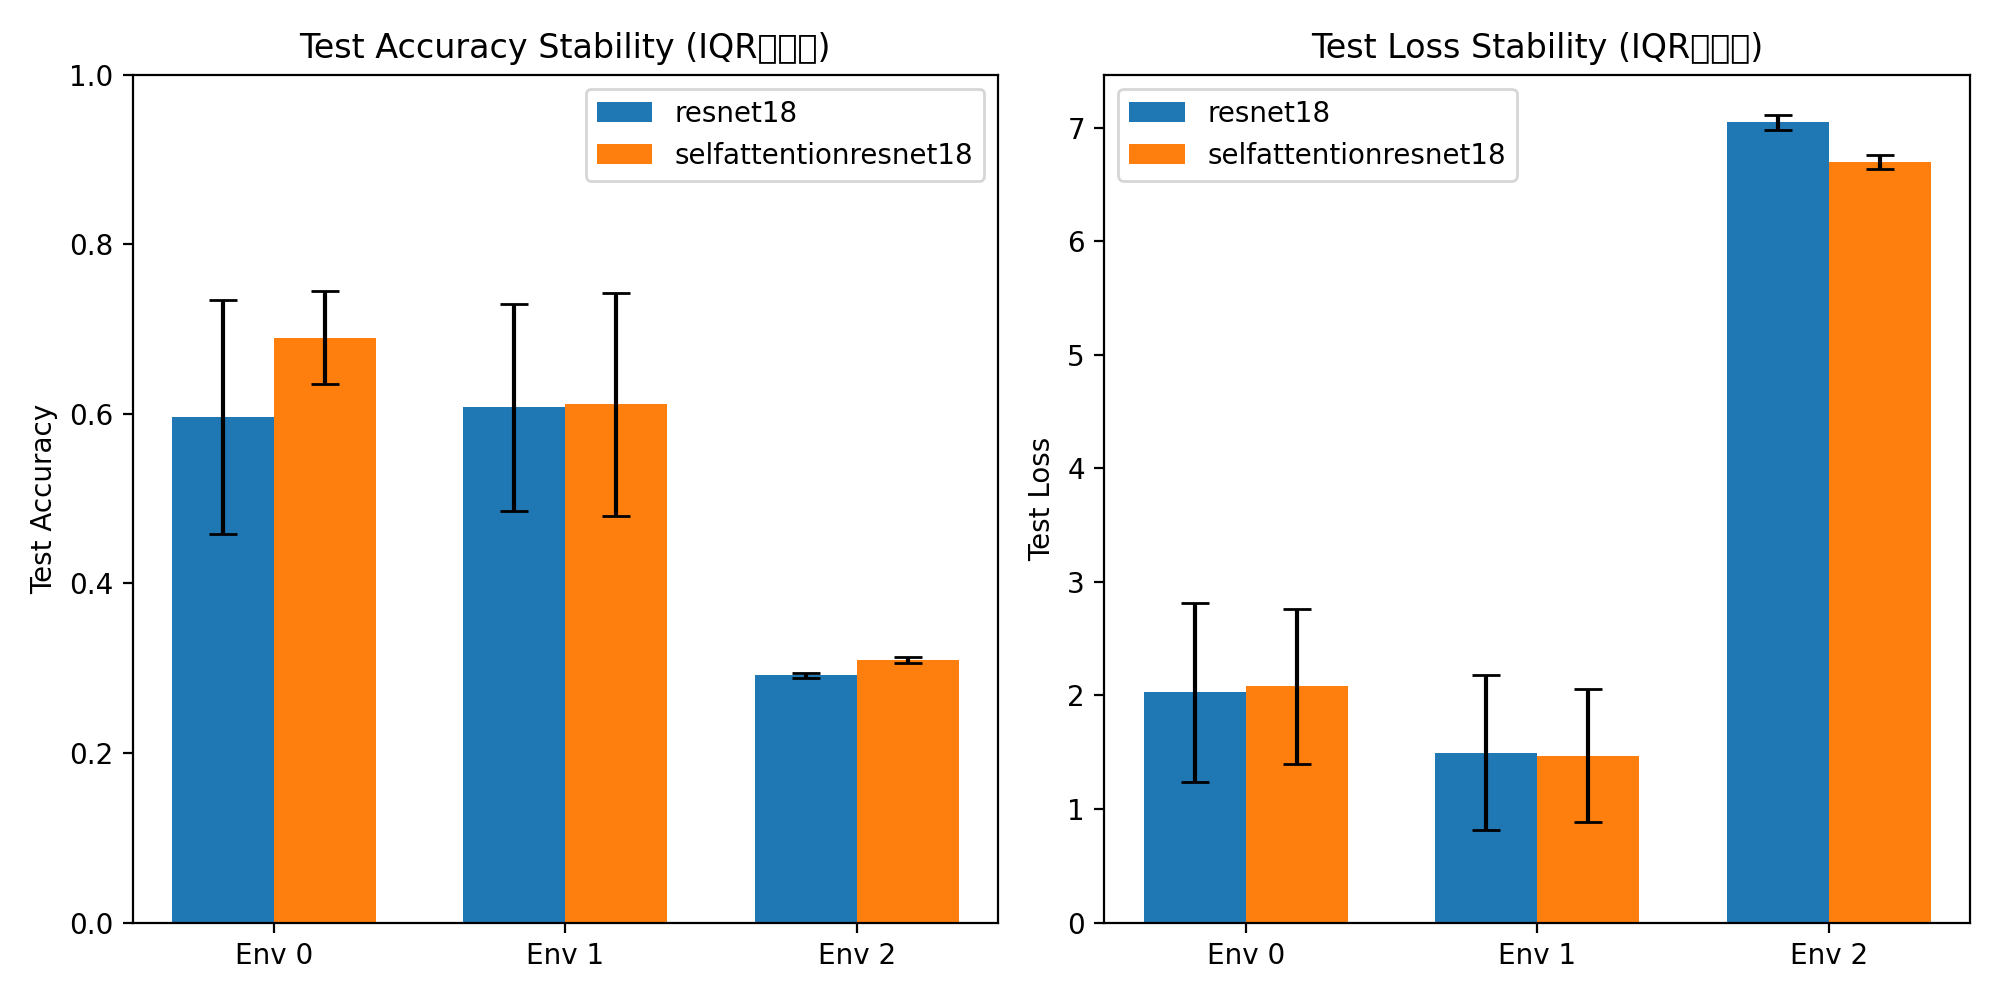 Test Accuracy Stability (IQR□□□)
1.0
0.8
0.6
0.4
0.2
0.0
Test Accuracy
resnet18
selfattentionresnet18
Env 0
Env 1
Env 2
Test Loss Stability (IQR□□□)
7
6
5
4
3
2
1
0
Test Loss
resnet18
selfattentionresnet18
Env 0
Env 1
Env 2